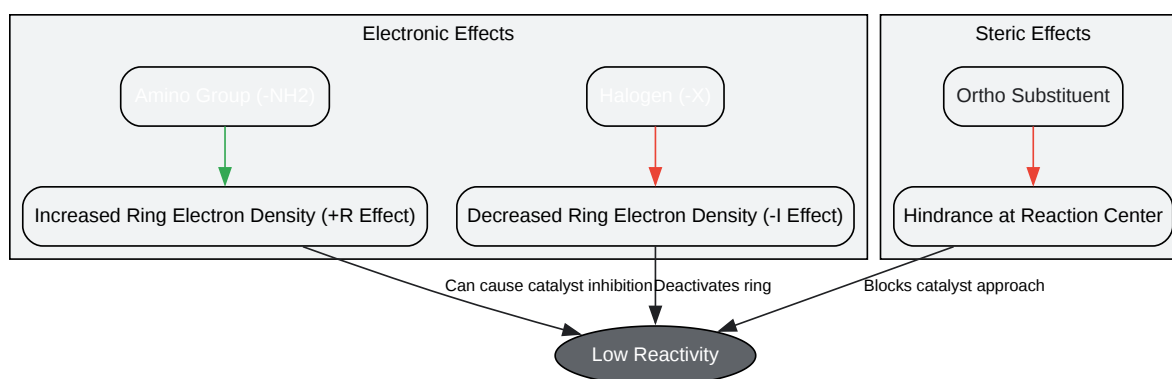 Electronic Effects
Steric Effects
Amino Group (-NH2)
Halogen (-X)
Ortho Substituent
Increased Ring Electron Density (+R Effect)
Decreased Ring Electron Density (-I Effect)
Hindrance at Reaction Center
Can cause catalyst inhibition
Deactivates ring
Blocks catalyst approach
Low Reactivity